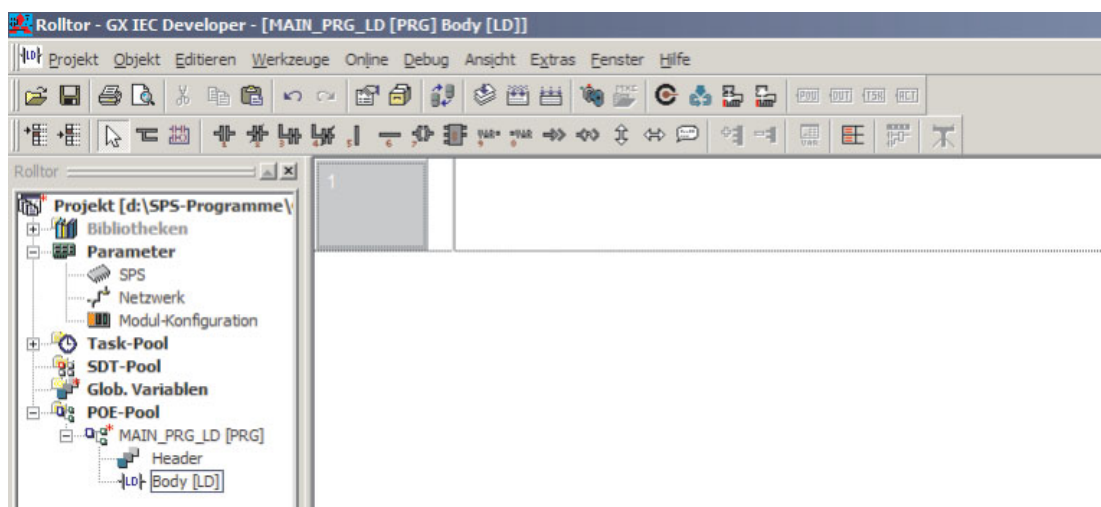 Rolltor - GX IEC Developer - [MAIN_PRG_LD [PRG] Body [LD]]
Projekt Objekt Editieren Werkzeuge Online Debug Ansicht Extras Fenster Hilfe
Rolltor
1
Projekt [d:\SPS-Programme\
Bibliotheken
Parameter
SPS
Netzwerk
Modul-Konfiguration
Task-Pool
SDT-Pool
Glob. Variablen
POE-Pool
MAIN_PRG_LD [PRG]
Header
Body [LD]